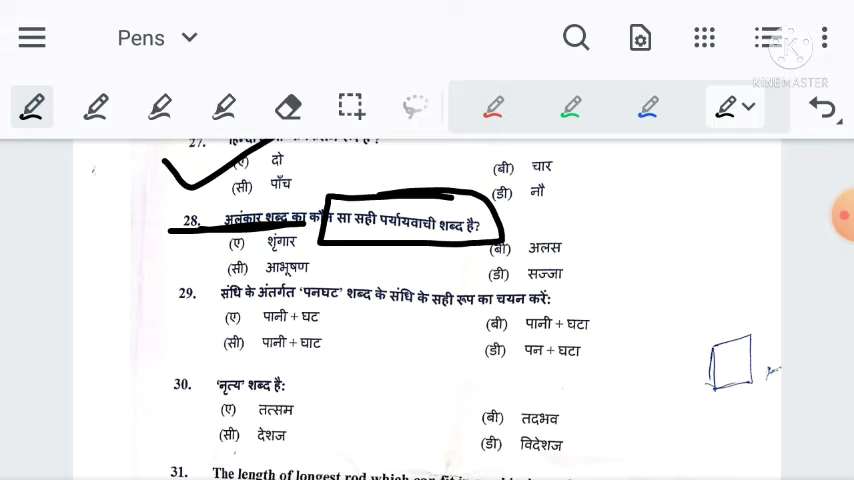 Pens
KINEMASTER
27.
(ए) दो (बी) चार
(सी) पाँच (डी) नौ
28. अलंकार शब्द का कौन सा सही पर्यायवाची शब्द है?
(ए) शृंगार (बी) अलस
(सी) आभूषण (डी) सज्जा
29. संधि के अंतर्गत 'पनघट' शब्द के संधि के सही रूप का चयन करें:
(ए) पानी + घट (बी) पानी + घटा
(सी) पानी + घाट (डी) पन + घटा
30. 'नृत्य' शब्द है:
(ए) तत्सम (बी) तदभव
(सी) देशज (डी) विदेशज
31. The length of longest rod which can fit in